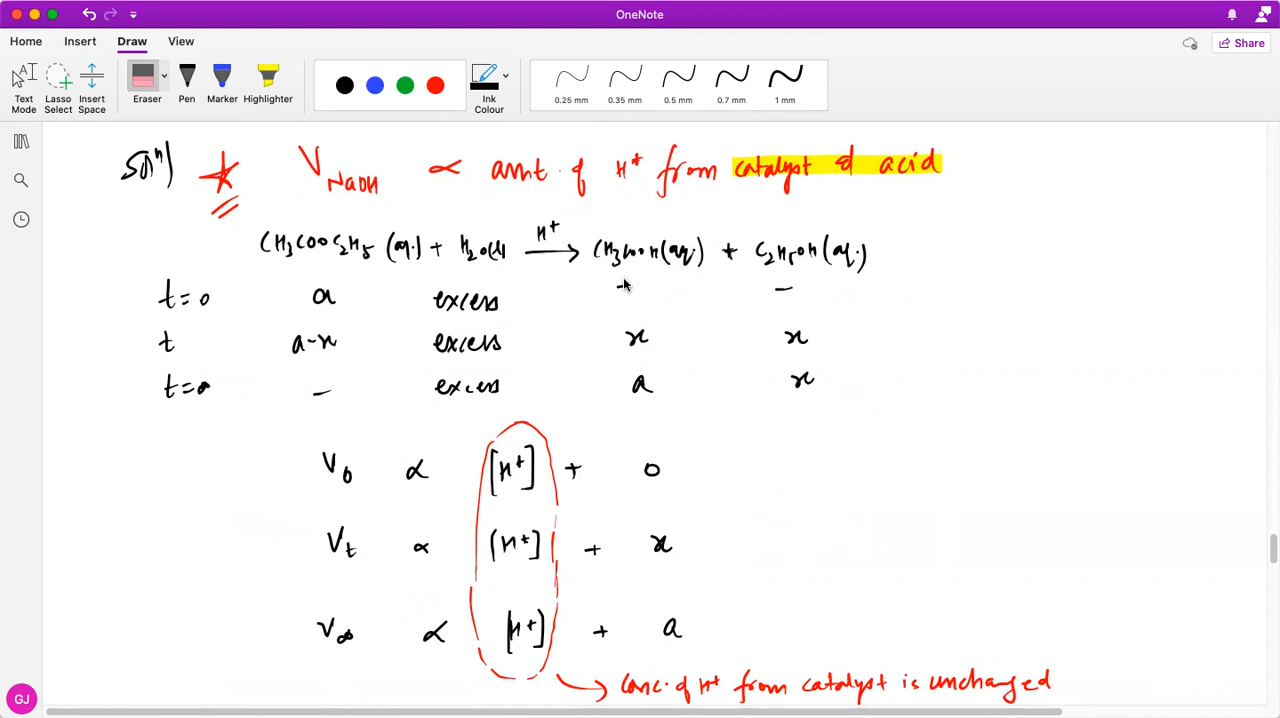 OneNote
Home Insert Draw View
Share
Text Mode
Lasso Select
Insert Space
Eraser
Pen
Marker
Highlighter
Ink Colour
0.25 mm 0.35 mm 0.5 mm 0.7 mm 1 mm
Solⁿ) ★ V_NaOH ∝ amt. of H⁺ from catalyst & acid
CH₃COOC₂H₅ (aq.) + H₂O(l) —H⁺→ CH₃COOH(aq.) + C₂H₅OH(aq.)
t=0 a excess - -
t a-x excess x x
t=∞ - excess a x
V₀ ∝ [H⁺] + 0
V_t ∝ [H⁺] + x
V_∞ ∝ [H⁺] + a
→ conc. of H⁺ from catalyst is unchanged
GJ